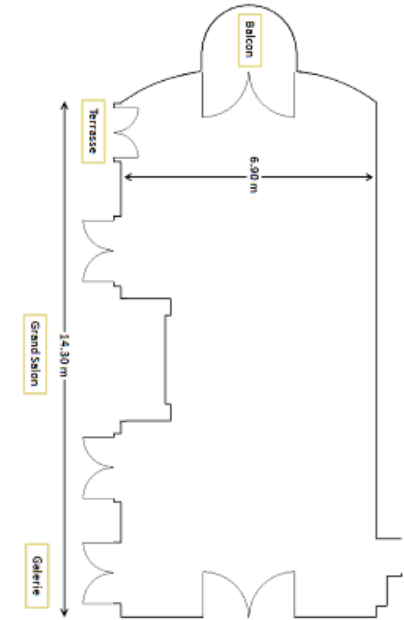 Balcon
Terrasse
6.90 m
Grand Salon
14.30 m
Galerie